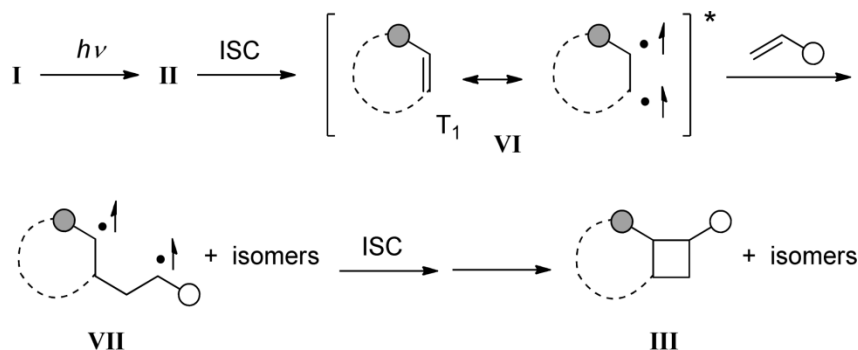 I hν II ISC * T₁ VI
VII + isomers ISC III + isomers